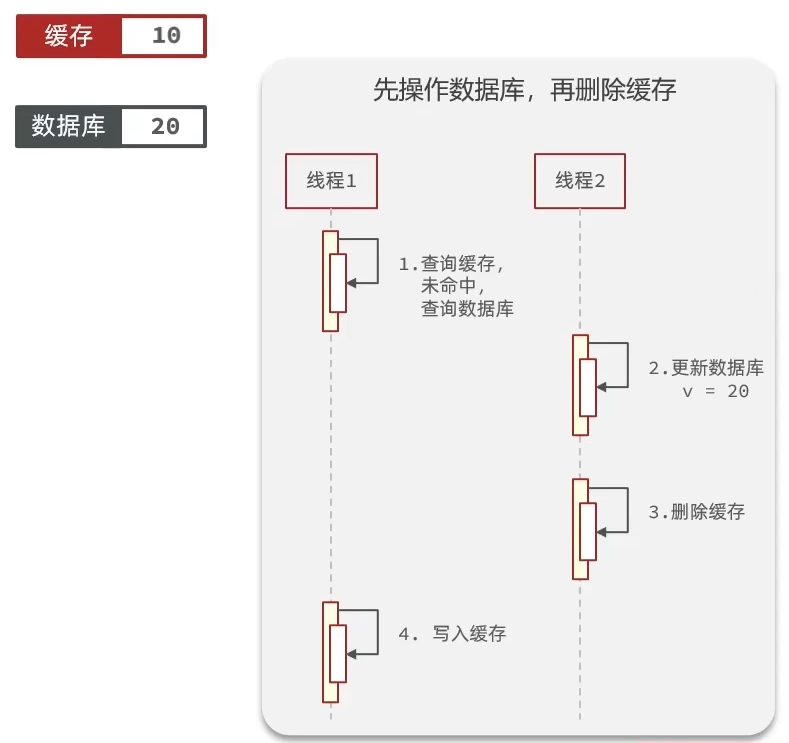 缓存 10
数据库 20
先操作数据库，再删除缓存
线程1 线程2
1.查询缓存，
未命中，
查询数据库
2.更新数据库
v = 20
3.删除缓存
4. 写入缓存